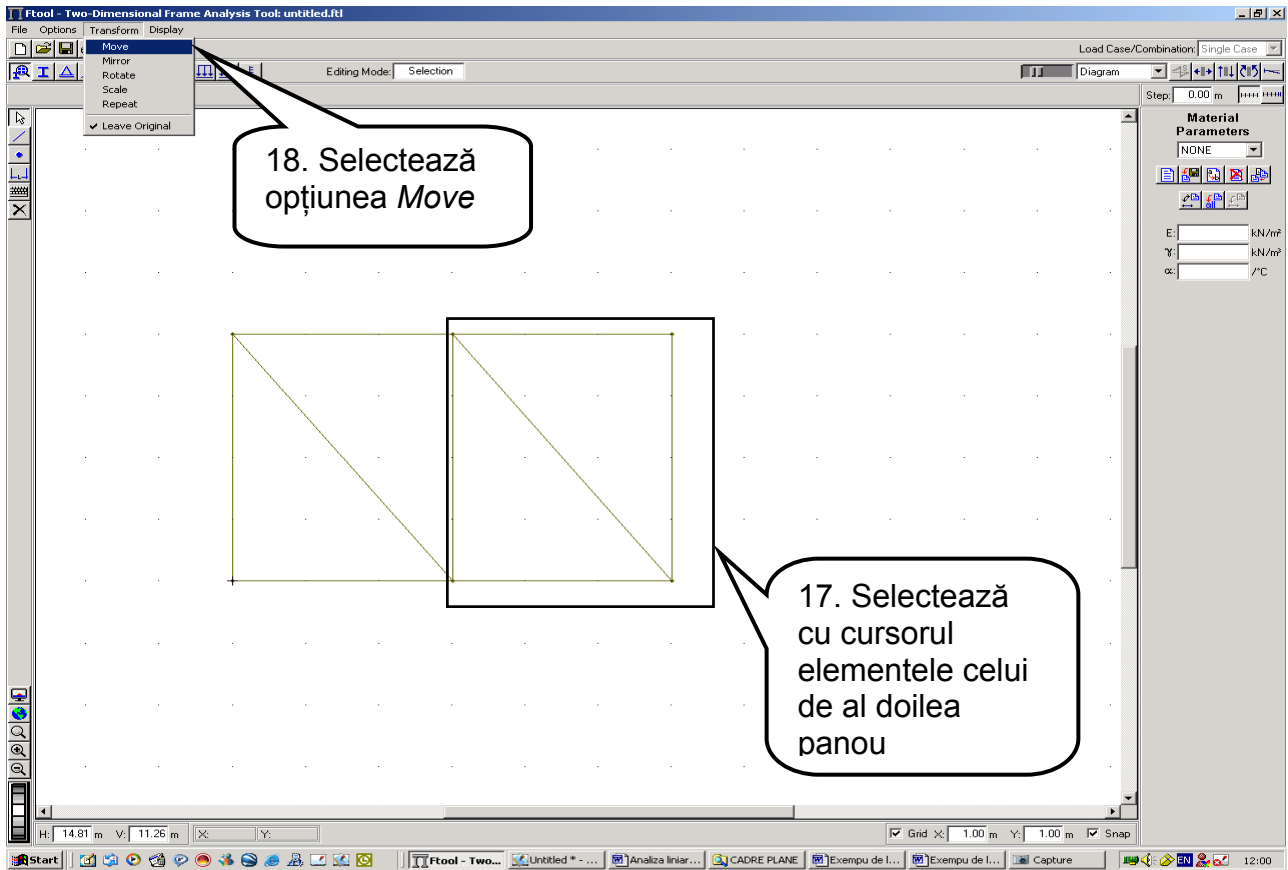 Ftool - Two-Dimensional Frame Analysis Tool: untitled.ftl
File Options Transform Display
Move
Mirror
Rotate
Scale
Repeat
✓ Leave Original
Load Case/Combination: Single Case
Editing Mode: Selection
Diagram
Step: 0.00 m
Material
Parameters
NONE
all
E: kN/m²
γ: kN/m³
α: /°C
18. Selectează
opțiunea Move
17. Selectează
cu cursorul
elementele celui
de al doilea
panou
H: 14.81 m V: 11.26 m X: Y:
Grid X: 1.00 m Y: 1.00 m Snap
Start
Ftool - Two...
Untitled * - ...
Analiza liniar...
CADRE PLANE
Exempu de l...
Exempu de l...
Capture
EN
12:00